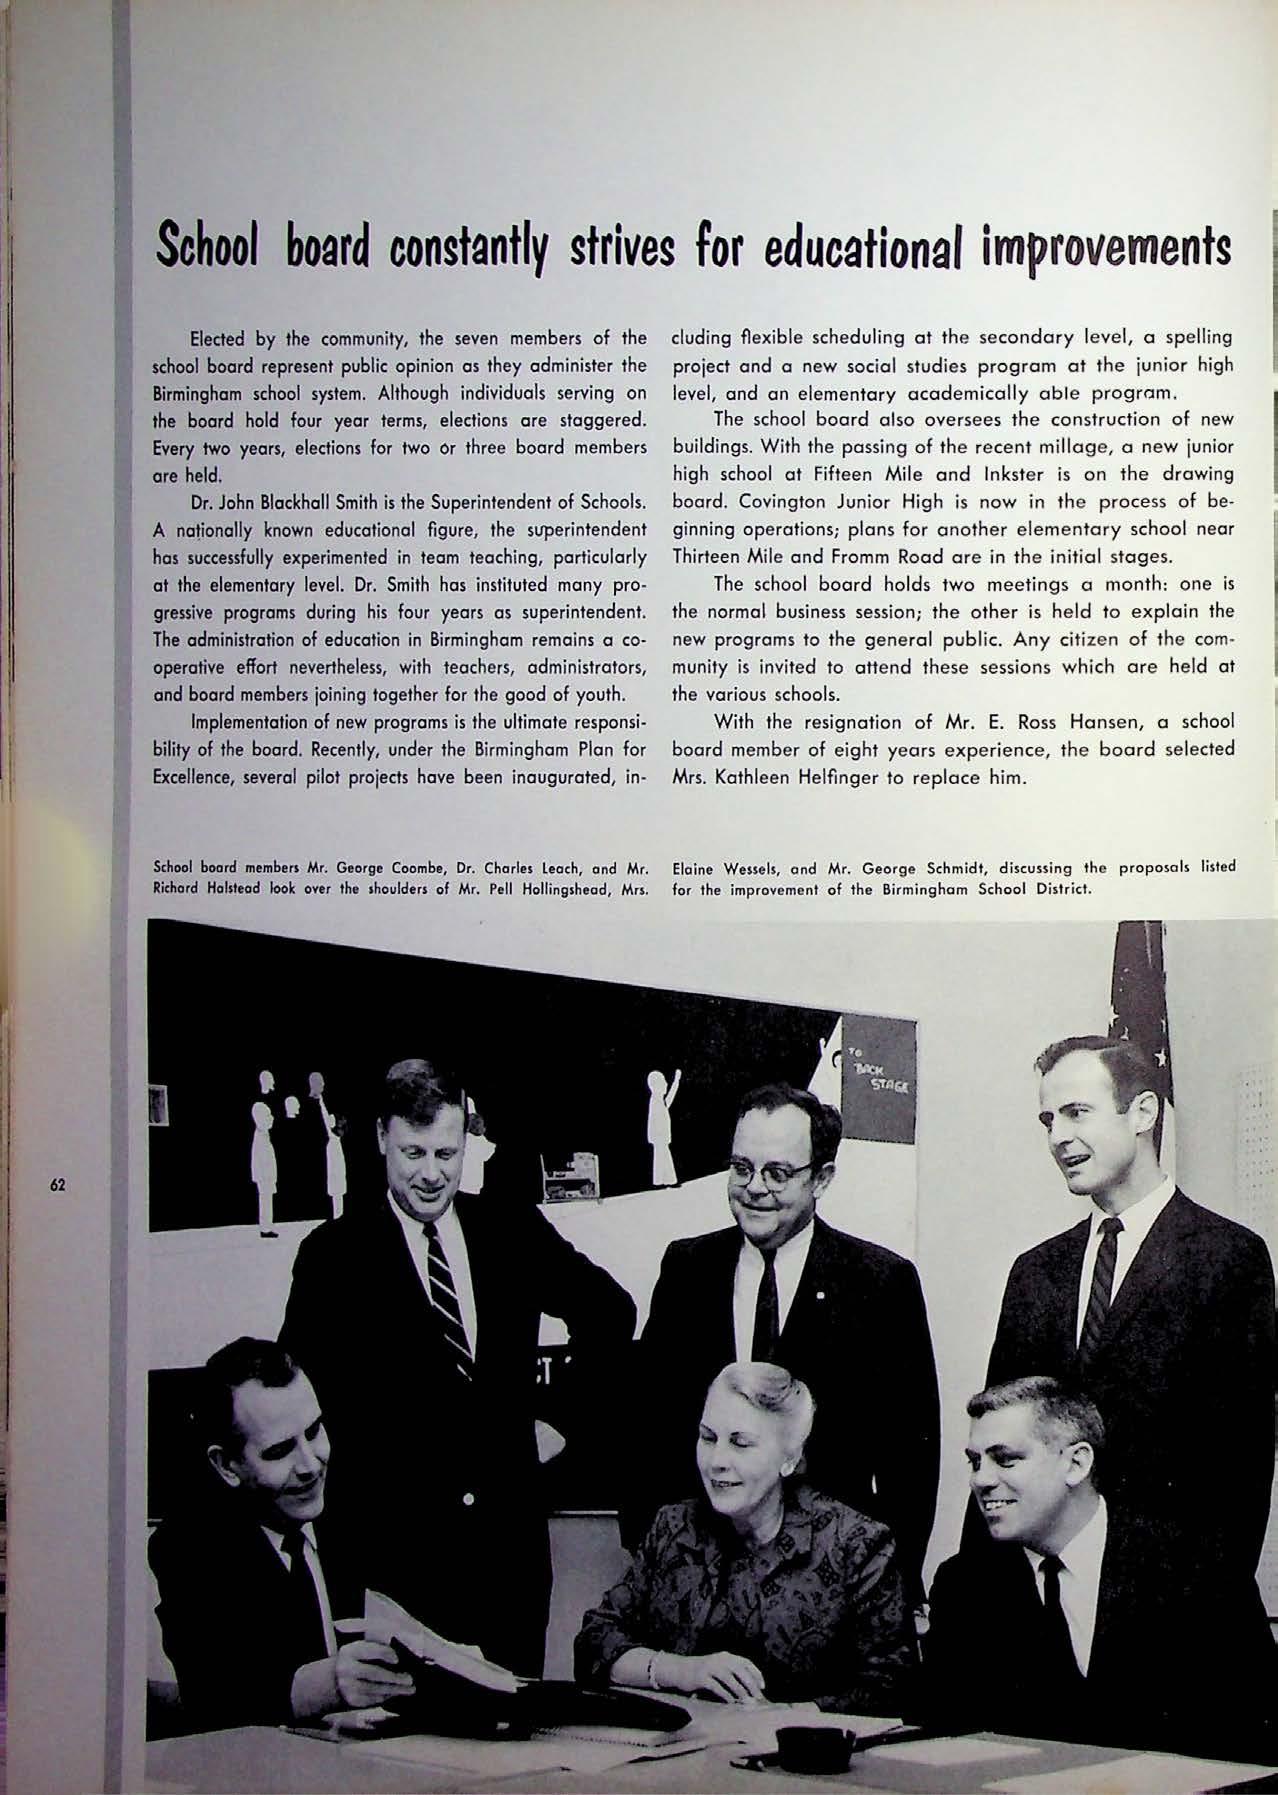 School board constantly strives for educational improvements
Elected by the community, the seven members of the
school board represent public opinion as they administer the
Birmingham school system. Although individuals serving on
the board hold four year terms, elections are staggered.
Every two years, elections for two or three board members
are held.
Dr. John Blackhall Smith is the Superintendent of Schools.
A nationally known educational figure, the superintendent
has successfully experimented in team teaching, particularly
at the elementary level. Dr. Smith has instituted many pro-
gressive programs during his four years as superintendent.
The administration of education in Birmingham remains a co-
operative effort nevertheless, with teachers, administrators,
and board members joining together for the good of youth.
Implementation of new programs is the ultimate responsi-
bility of the board. Recently, under the Birmingham Plan for
Excellence, several pilot projects have been inaugurated, in-
cluding flexible scheduling at the secondary level, a spelling
project and a new social studies program at the junior high
level, and an elementary academically able program.
The school board also oversees the construction of new
buildings. With the passing of the recent millage, a new junior
high school at Fifteen Mile and Inkster is on the drawing
board. Covington Junior High is now in the process of be-
ginning operations; plans for another elementary school near
Thirteen Mile and Fromm Road are in the initial stages.
The school board holds two meetings a month: one is
the normal business session; the other is held to explain the
new programs to the general public. Any citizen of the com-
munity is invited to attend these sessions which are held at
the various schools.
With the resignation of Mr. E. Ross Hansen, a school
board member of eight years experience, the board selected
Mrs. Kathleen Helfinger to replace him.
School board members Mr. George Coombe, Dr. Charles Leach, and Mr.
Richard Halstead look over the shoulders of Mr. Pell Hollingshead, Mrs.
Elaine Wessels, and Mr. George Schmidt, discussing the proposals listed
for the improvement of the Birmingham School District.
TO
BACK
STAGE
CT
62